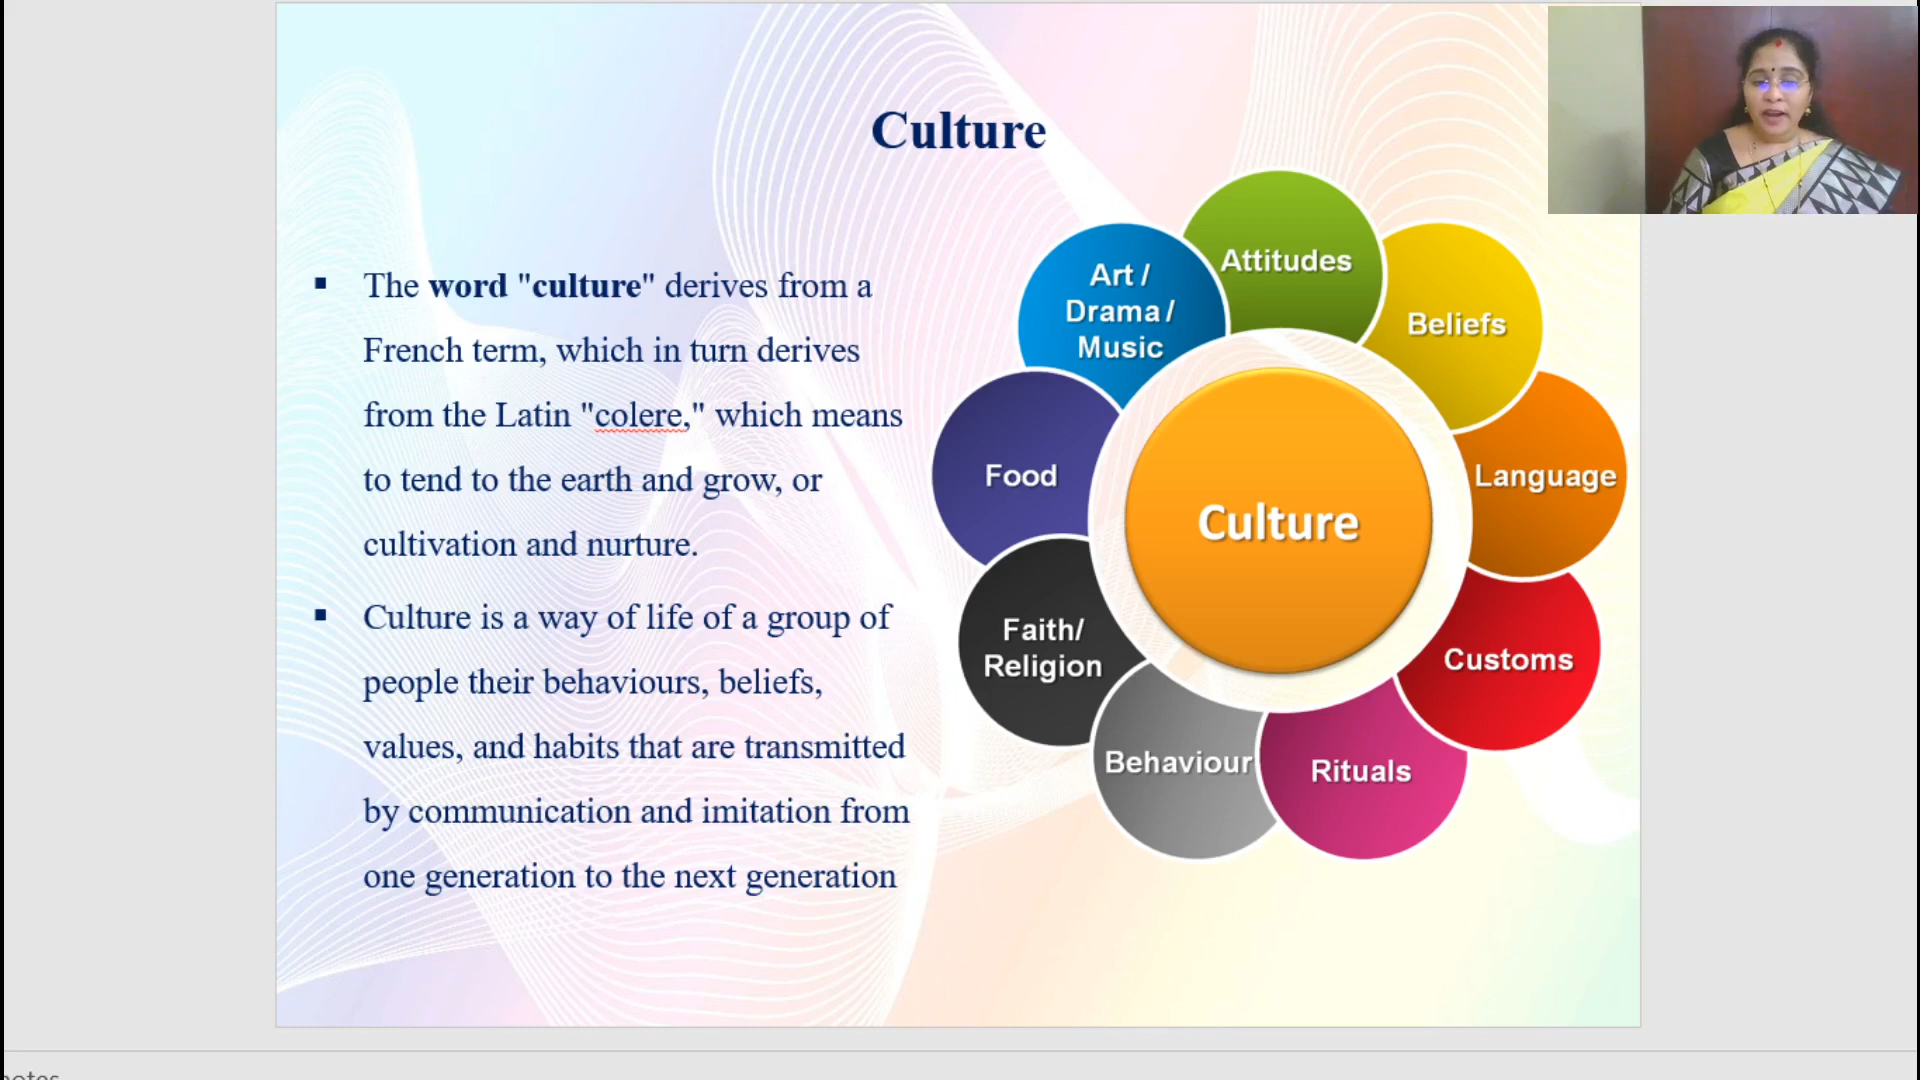 Culture
▪ The word "culture" derives from a
French term, which in turn derives
from the Latin "colere," which means
to tend to the earth and grow, or
cultivation and nurture.
▪ Culture is a way of life of a group of
people their behaviours, beliefs,
values, and habits that are transmitted
by communication and imitation from
one generation to the next generation
Attitudes
Beliefs
Language
Customs
Rituals
Behaviour
Faith/
Religion
Food
Art /
Drama /
Music
Culture